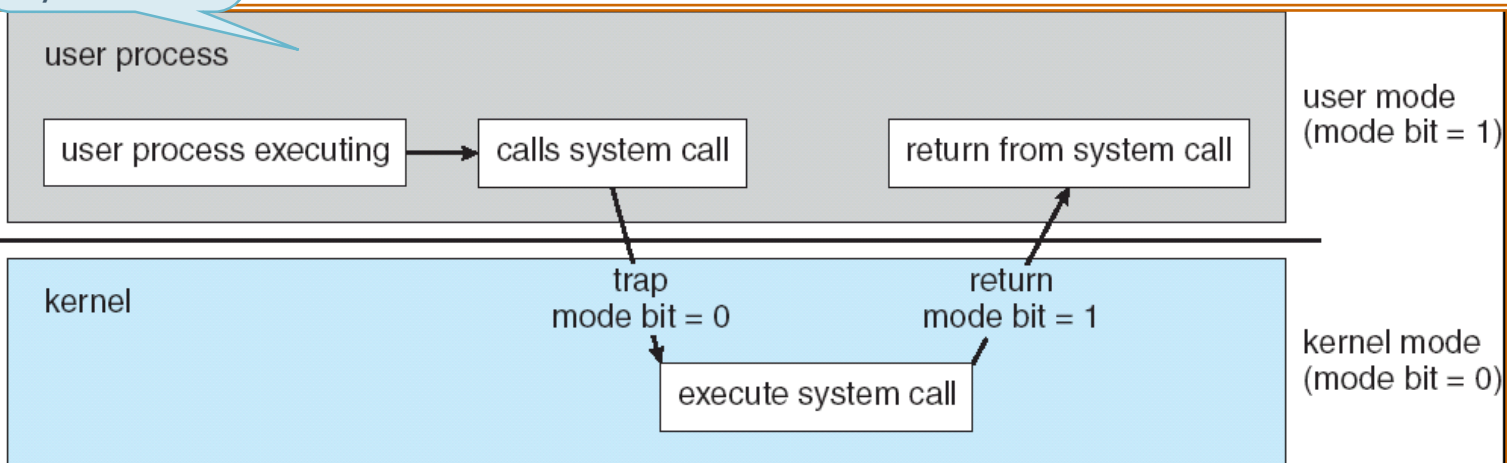 user process
user process executing
calls system call
return from system call
user mode
(mode bit = 1)
kernel
trap
mode bit = 0
return
mode bit = 1
execute system call
kernel mode
(mode bit = 0)